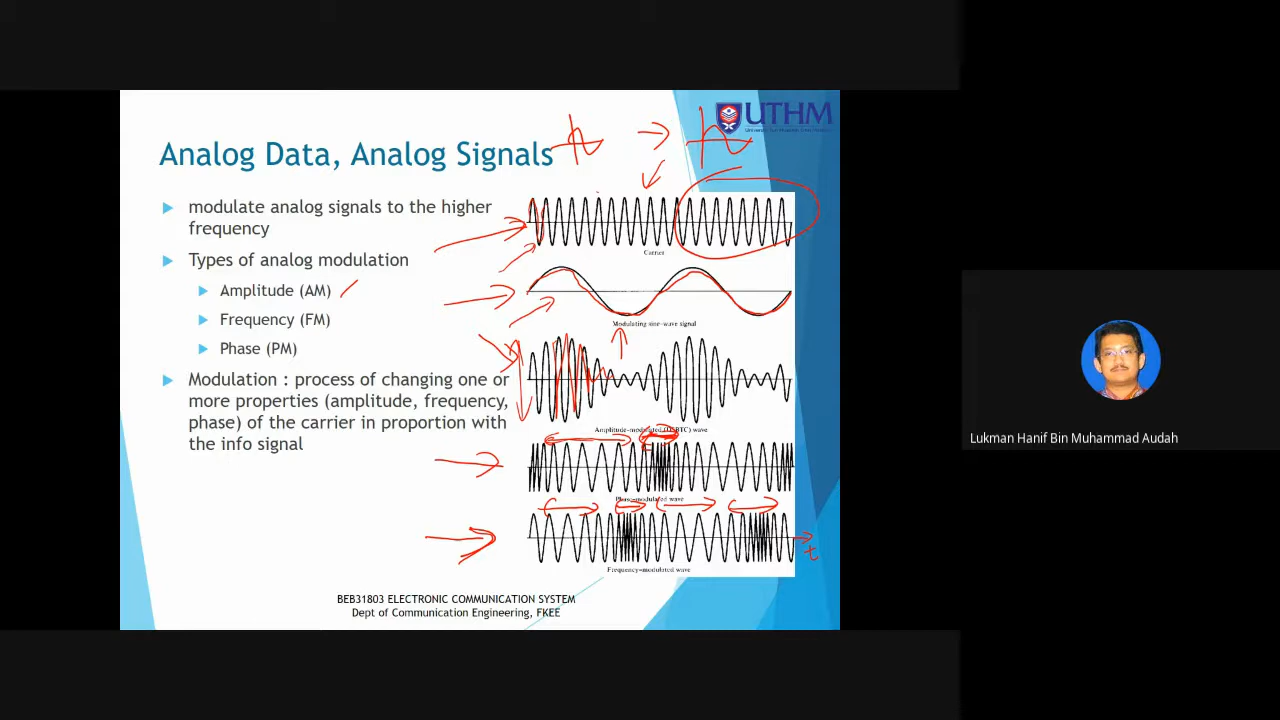 UTHM
Analog Data, Analog Signals
modulate analog signals to the higher
frequency
Types of analog modulation
Amplitude (AM)
Frequency (FM)
Phase (PM)
Modulation : process of changing one or
more properties (amplitude, frequency,
phase) of the carrier in proportion with
the info signal
Carrier
Modulating sine-wave signal
Amplitude-modulated (DSBTC) wave
Phase-modulated wave
Frequency-modulated wave
t
BEB31803 ELECTRONIC COMMUNICATION SYSTEM
Dept of Communication Engineering, FKEE
Lukman Hanif Bin Muhammad Audah